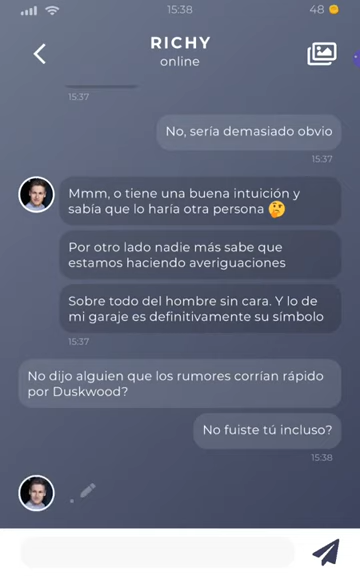 15:38
48
RICHY
online
15:37
No, sería demasiado obvio
15:37
Mmm, o tiene una buena intuición y
sabía que lo haría otra persona 🤔
Por otro lado nadie más sabe que
estamos haciendo averiguaciones
Sobre todo del hombre sin cara. Y lo de
mi garaje es definitivamente su símbolo
15:37
No dijo alguien que los rumores corrían rápido
por Duskwood?
No fuiste tú incluso?
15:38